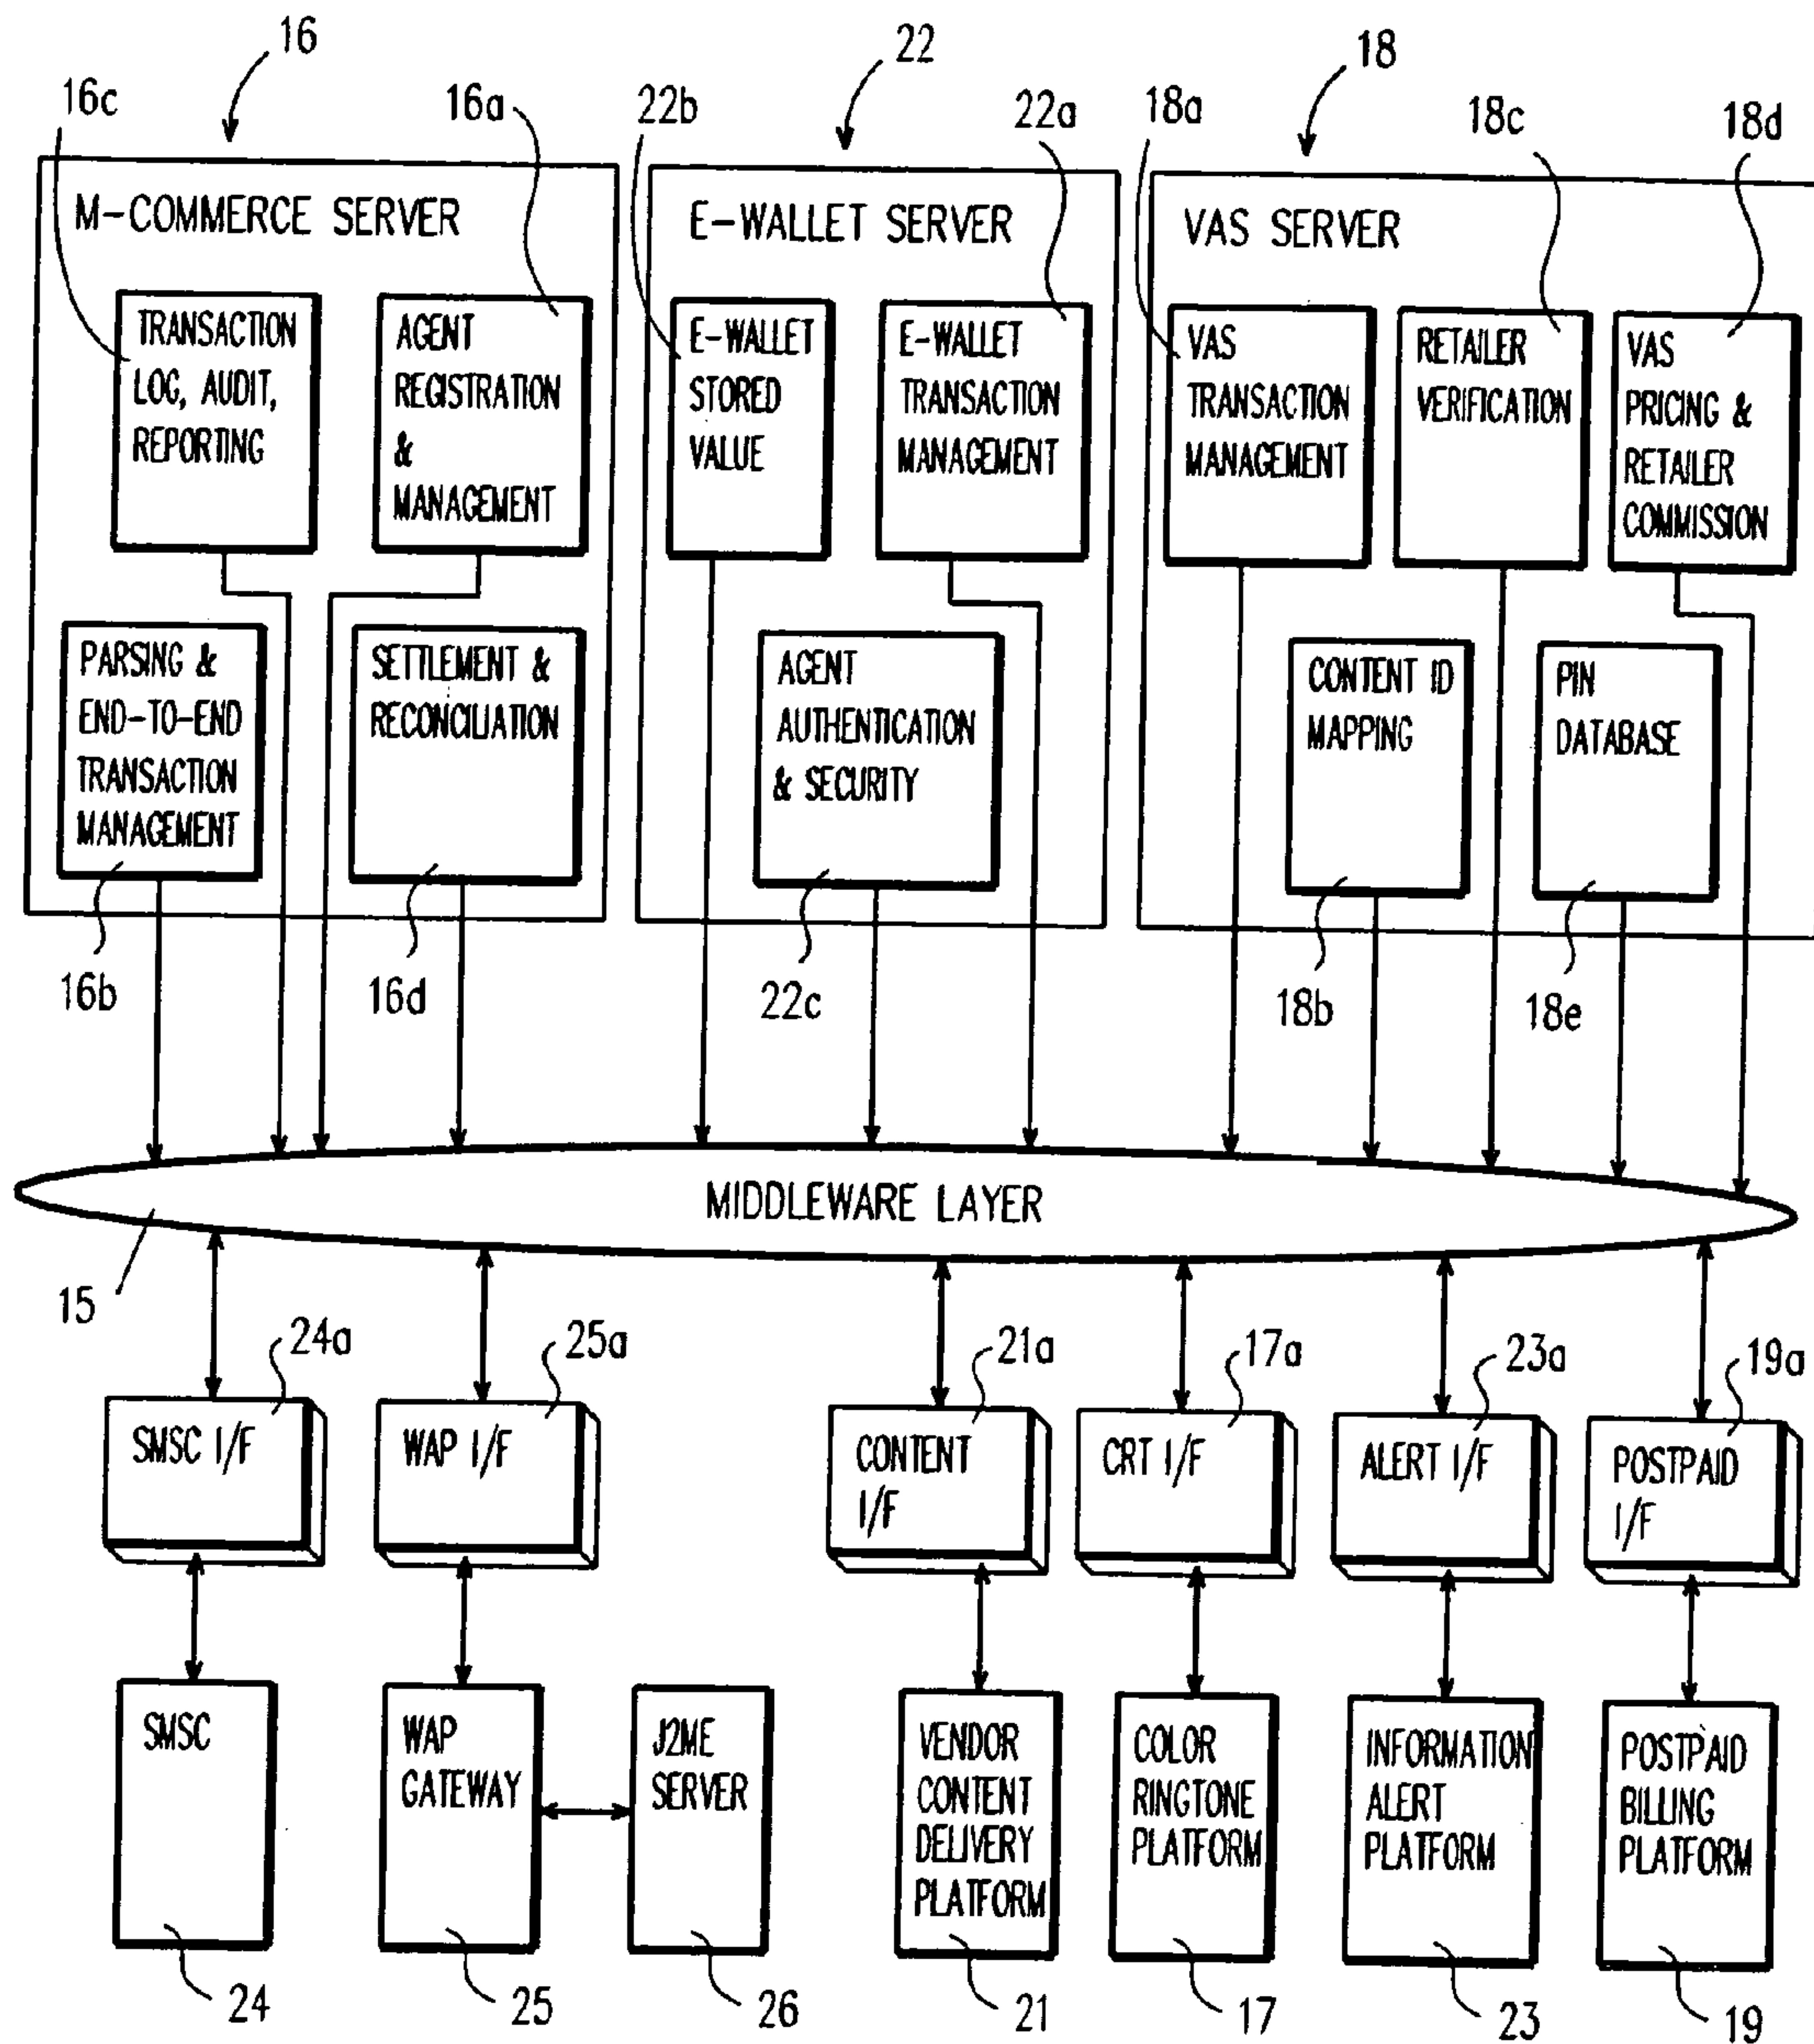 16
22
18
16c
16a
22b
22a
18a
18c
18d
M-COMMERCE SERVER
E-WALLET SERVER
VAS SERVER
TRANSACTION
LOG, AUDIT,
REPORTING
AGENT
REGISTRATION
&
MANAGEMENT
E-WALLET
STORED
VALUE
E-WALLET
TRANSACTION
MANAGEMENT
VAS
TRANSACTION
MANAGEMENT
RETAILER
VERIFICATION
VAS
PRICING &
RETAILER
COMMISSION
PARSING &
END-TO-END
TRANSACTION
MANAGEMENT
SETTLEMENT &
RECONCILIATION
AGENT
AUTHENTICATION
& SECURITY
CONTENT ID
MAPPING
PIN
DATABASE
16b
16d
22c
18b
18e
MIDDLEWARE LAYER
15
24a
25a
21a
17a
23a
19a
SMSC I/F
WAP I/F
CONTENT
I/F
CRT I/F
ALERT I/F
POSTPAID
I/F
SMSC
WAP
GATEWAY
J2ME
SERVER
VENDOR
CONTENT
DELIVERY
PLATFORM
COLOR
RINGTONE
PLATFORM
INFORMATION
ALERT
PLATFORM
POSTPAID
BILLING
PLATFORM
24
25
26
21
17
23
19